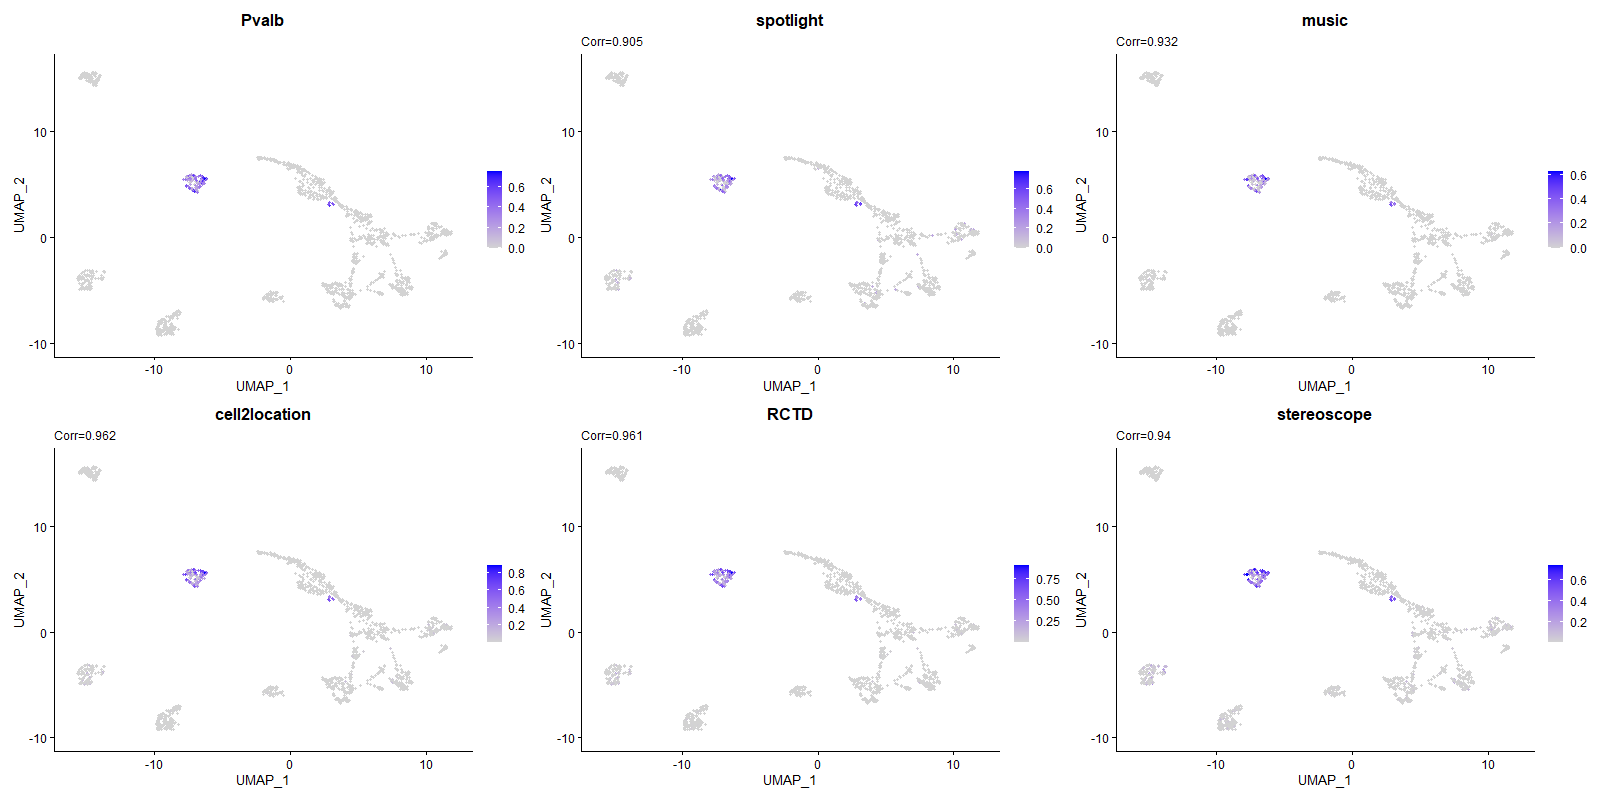 Pvalb
UMAP_2
10
0
-10
-10 0 10
UMAP_1
0.6
0.4
0.2
0.0
spotlight
Corr=0.905
UMAP_2
10
0
-10
-10 0 10
UMAP_1
0.6
0.4
0.2
0.0
music
Corr=0.932
UMAP_2
10
0
-10
-10 0 10
UMAP_1
0.6
0.4
0.2
0.0
cell2location
Corr=0.962
UMAP_2
10
0
-10
-10 0 10
UMAP_1
0.8
0.6
0.4
0.2
RCTD
Corr=0.961
UMAP_2
10
0
-10
-10 0 10
UMAP_1
0.75
0.50
0.25
stereoscope
Corr=0.94
UMAP_2
10
0
-10
-10 0 10
UMAP_1
0.6
0.4
0.2